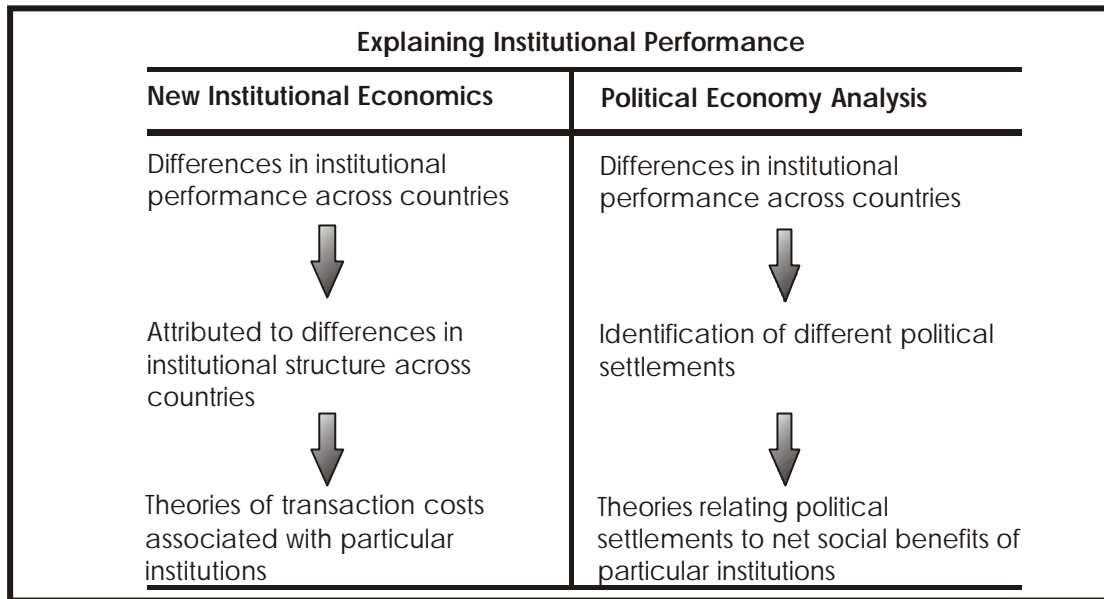 Explaining Institutional Performance
New Institutional Economics
Political Economy Analysis
Differences in institutional
performance across countries
Attributed to differences in
institutional structure across
countries
Theories of transaction costs
associated with particular
institutions
Differences in institutional
performance across countries
Identification of different political
settlements
Theories relating political
settlements to net social benefits of
particular institutions